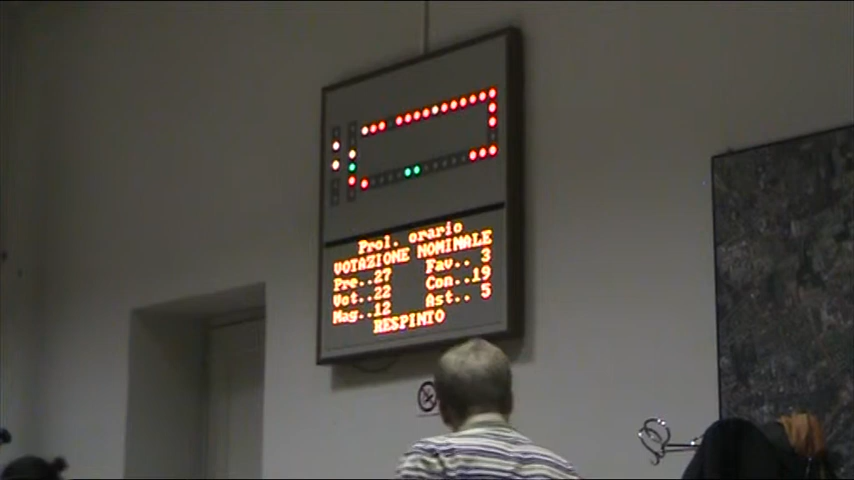 Prol. orario
VOTAZIONE NOMINALE
Pre..27 Fav.. 3
Vot..22 Con..19
Mag..12 Ast.. 5
RESPINTO